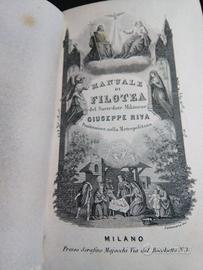 MANUALE
DI
FILOTEA
del Sacerdote Milanese
GIUSEPPE RIVA
Penitenziere nella Metropolitana
MILANO
Presso Serafino Majocchi Via del Bocchetto N. 3.